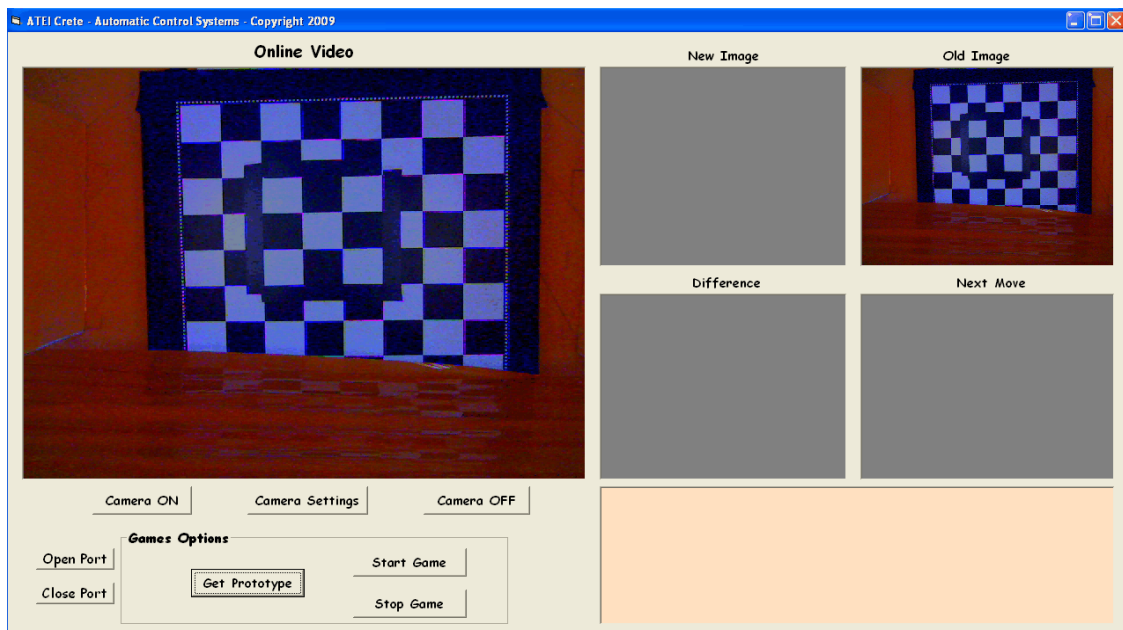 ATEI Crete - Automatic Control Systems - Copyright 2009
Online Video
New Image
Old Image
Difference
Next Move
Camera ON
Camera Settings
Camera OFF
Games Options
Open Port
Close Port
Get Prototype
Start Game
Stop Game